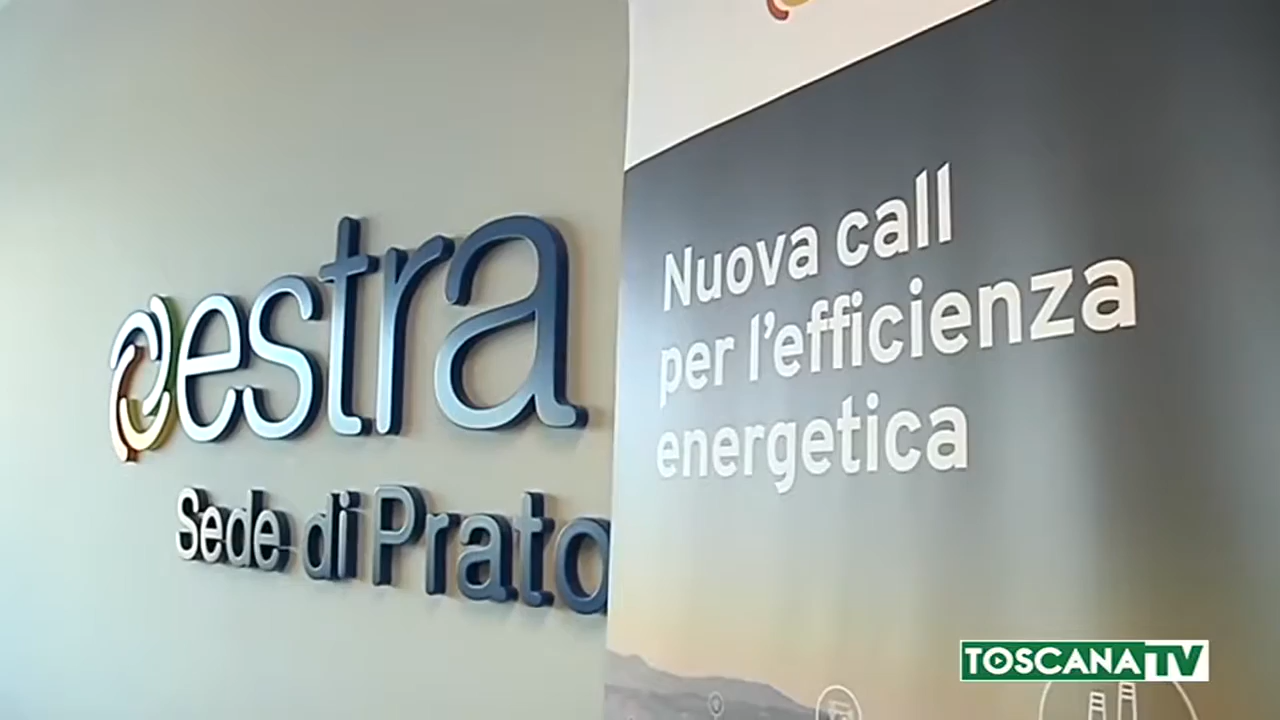 estra
Sede di Prato
Nuova call
per l'efficienza
energetica
TOSCANA TV